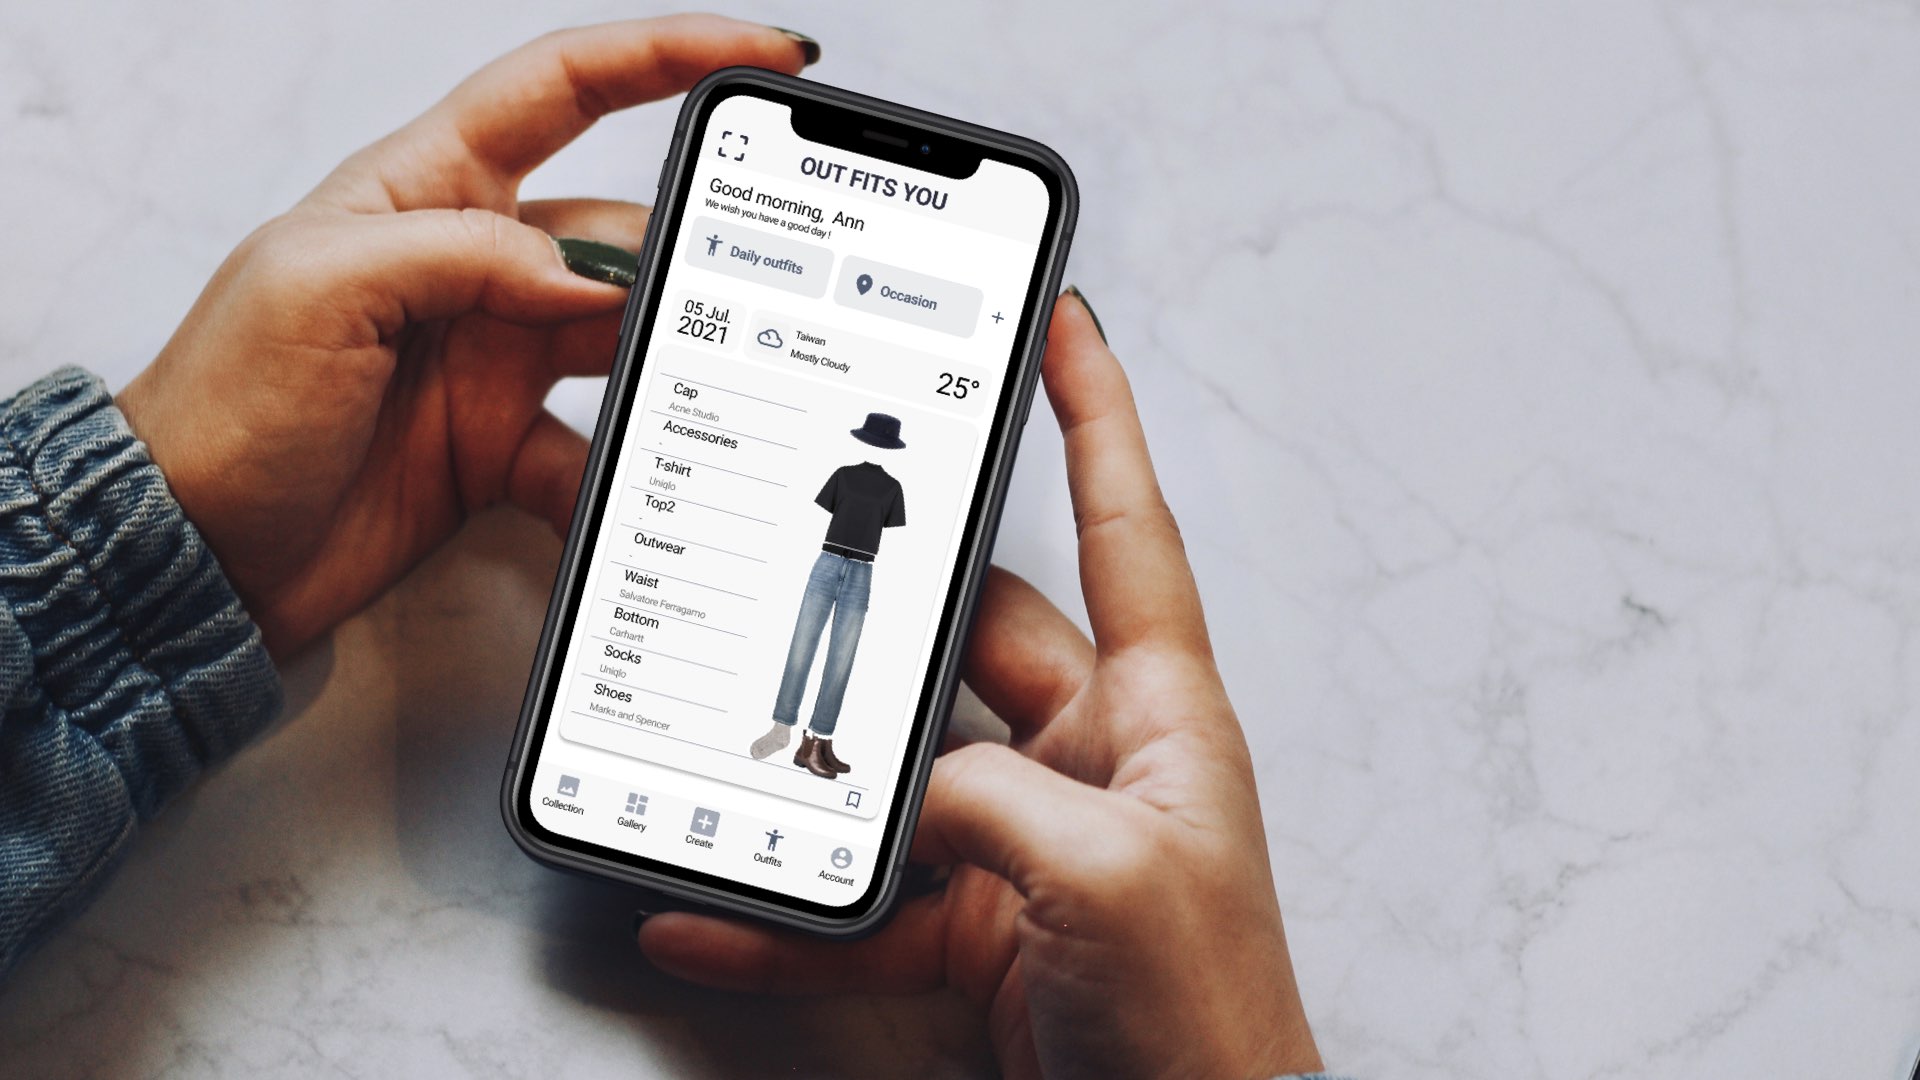 OUT FITS YOU
Good morning, Ann
We wish you have a good day !
Daily outfits
Occasion
+
05 Jul.
2021
Taiwan
Mostly Cloudy
25°
Cap
Acne Studio
Accessories
-
T-shirt
Uniqlo
Top2
-
Outwear
-
Waist
Salvatore Ferragamo
Bottom
Carhartt
Socks
Uniqlo
Shoes
Marks and Spencer
Collection
Gallery
Create
Outfits
Account